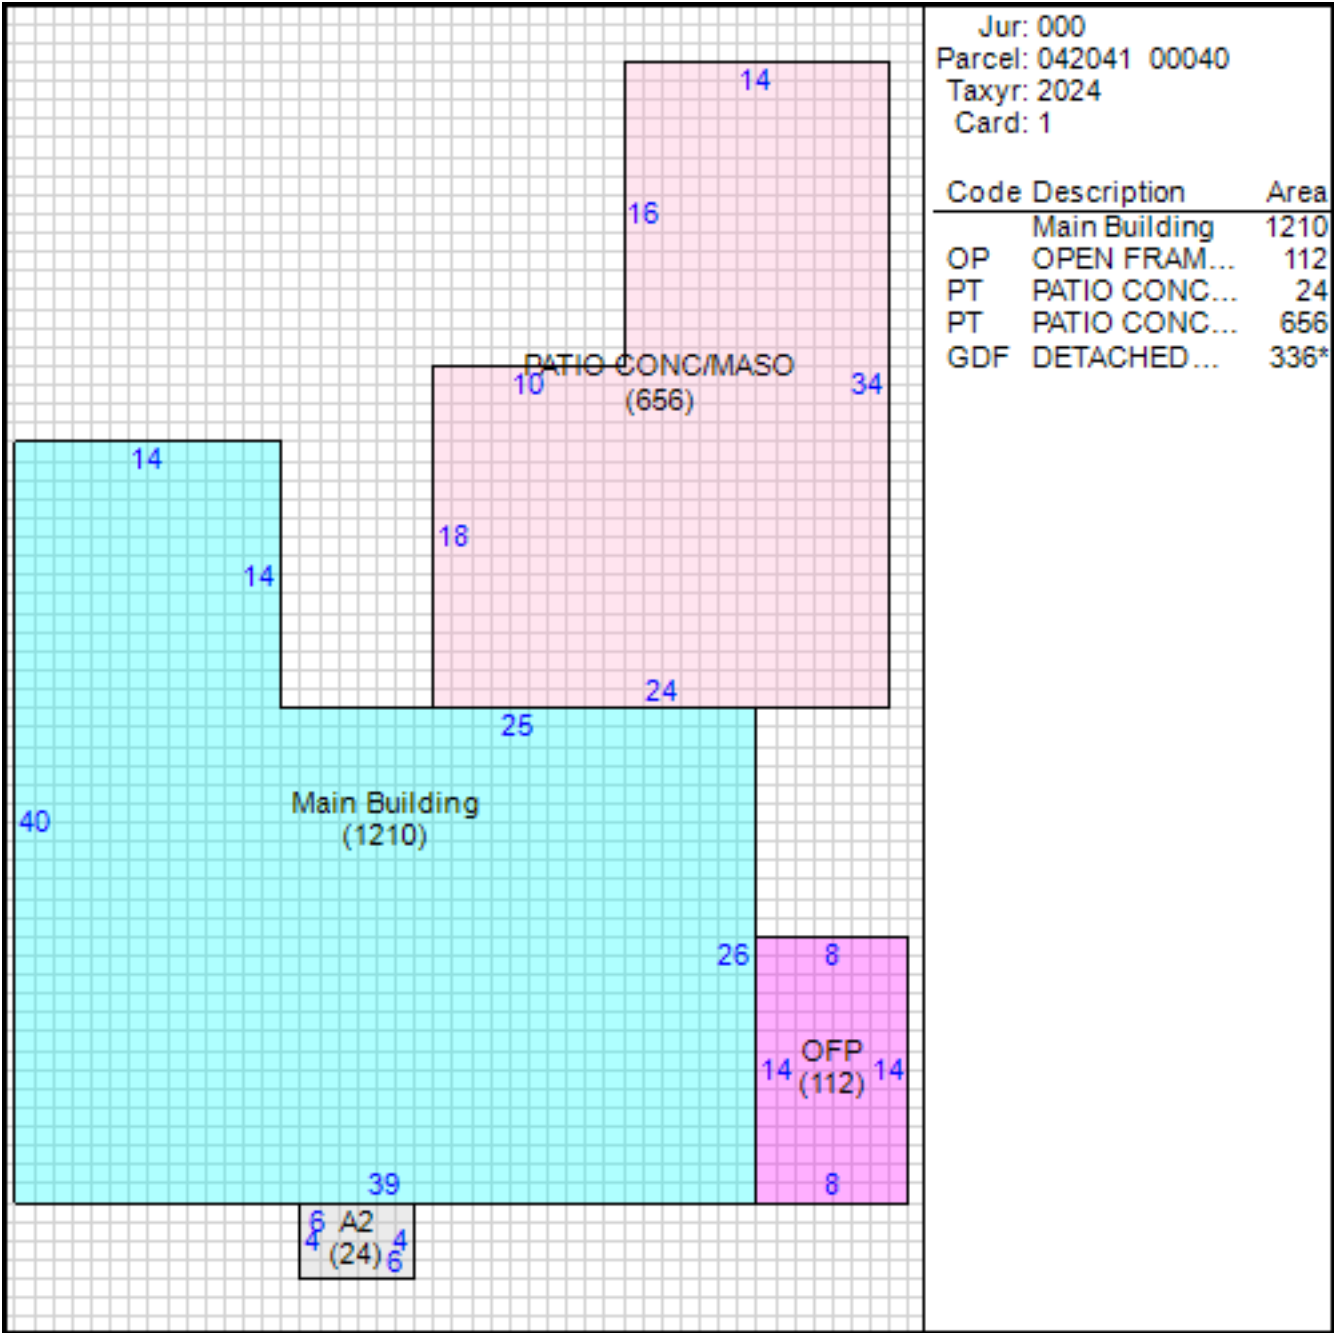 Jur: 000
Parcel: 042041 00040
Taxyr: 2024
Card: 1
Code Description Area
Main Building 1210
OP OPEN FRAM... 112
PT PATIO CONC... 24
PT PATIO CONC... 656
GDF DETACHED... 336*
14
16
PATIO CONC/MASO
10
34
(656)
14
18
14
24
25
Main Building
40
(1210)
26
8
OFP
14
14
(112)
39
8
6
A2
4
4
(24)
6